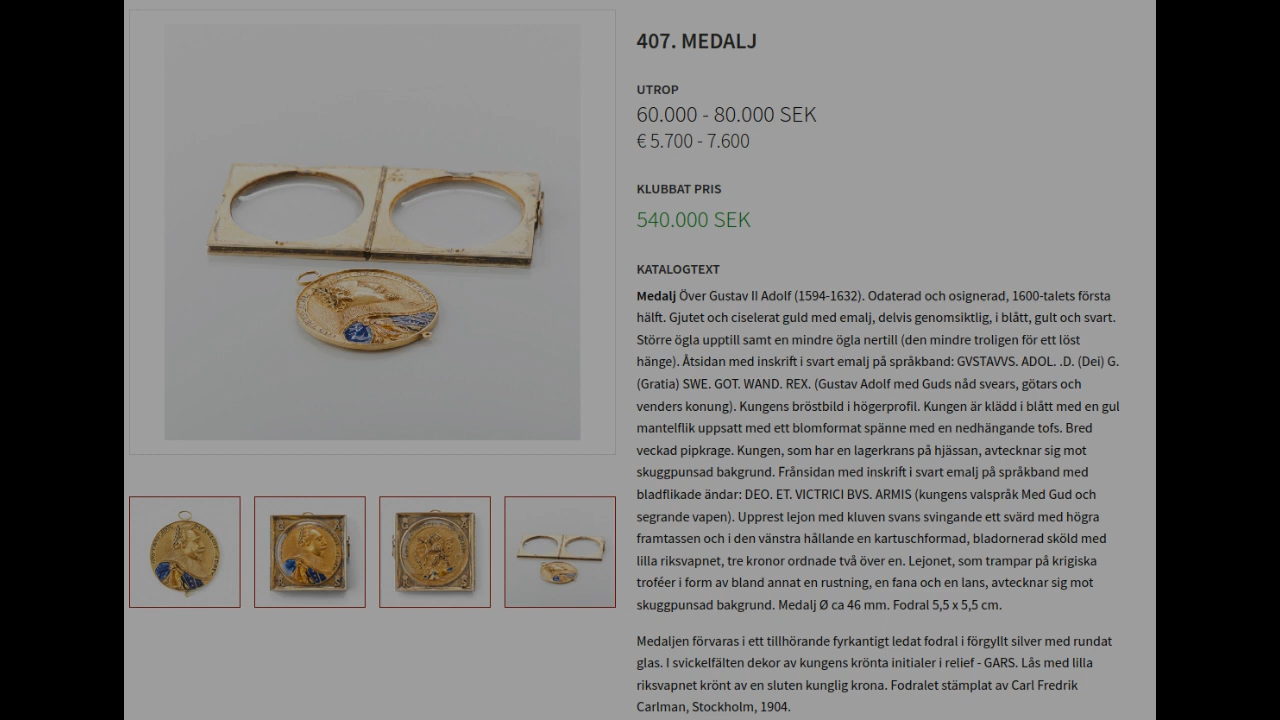 407. MEDALJ
UTROP
60.000 - 80.000 SEK
€ 5.700 - 7.600
KLUBBAT PRIS
540.000 SEK
KATALOGTEXT
Medalj Över Gustav II Adolf (1594-1632). Odaterad och osignerad, 1600-talets första
hälft. Gjutet och ciselerat guld med emalj, delvis genomsiktlig, i blått, gult och svart.
Större ögla upptill samt en mindre ögla nertill (den mindre troligen för ett löst
hänge). Åtsidan med inskrift i svart emalj på språkband: GVSTAVVS. ADOL. .D. (Dei) G.
(Gratia) SWE. GOT. WAND. REX. (Gustav Adolf med Guds nåd svears, götars och
venders konung). Kungens bröstbild i högerprofil. Kungen är klädd i blått med en gul
mantelflik uppsatt med ett blomformat spänne med en nedhängande tofs. Bred
veckad pipkrage. Kungen, som har en lagerkrans på hjässan, avtecknar sig mot
skuggpunsad bakgrund. Frånsidan med inskrift i svart emalj på språkband med
bladflikade ändar: DEO. ET. VICTRICI BVS. ARMIS (kungens valspråk Med Gud och
segrande vapen). Upprest lejon med kluven svans svingande ett svärd med högra
framtassen och i den vänstra hållande en kartuschformad, bladornerad sköld med
lilla riksvapnet, tre kronor ordnade två över en. Lejonet, som trampar på krigiska
troféer i form av bland annat en rustning, en fana och en lans, avtecknar sig mot
skuggpunsad bakgrund. Medalj Ø ca 46 mm. Fodral 5,5 x 5,5 cm.
Medaljen förvaras i ett tillhörande fyrkantigt ledat fodral i förgyllt silver med rundat
glas. I svickelfälten dekor av kungens krönta initialer i relief - GARS. Lås med lilla
riksvapnet krönt av en sluten kunglig krona. Fodralet stämplat av Carl Fredrik
Carlman, Stockholm, 1904.